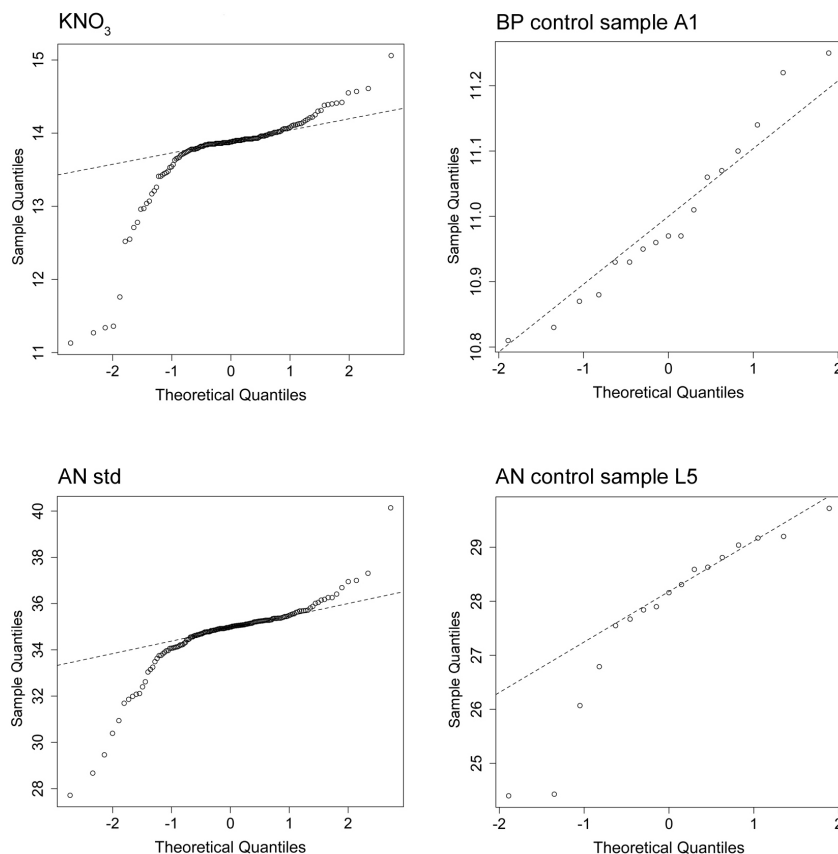 KNO3
15
14
13
12
11
Sample Quantiles
-2 -1 0 1 2
Theoretical Quantiles
BP control sample A1
11.2
11.1
11.0
10.9
10.8
Sample Quantiles
-2 -1 0 1 2
Theoretical Quantiles
AN std
40
38
36
34
32
30
28
Sample Quantiles
-2 -1 0 1 2
Theoretical Quantiles
AN control sample L5
29
28
27
26
25
Sample Quantiles
-2 -1 0 1 2
Theoretical Quantiles